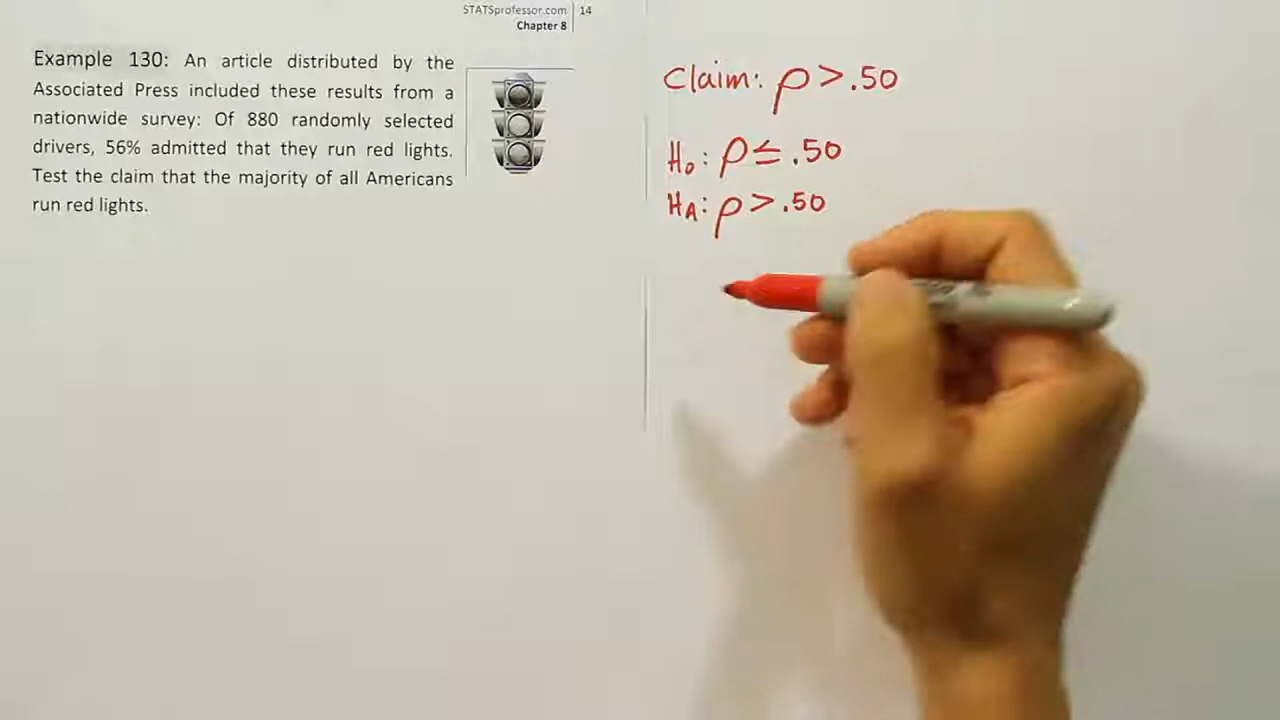 STATSprofessor.com 14
Chapter 8
Example 130: An article distributed by the
Associated Press included these results from a
nationwide survey: Of 880 randomly selected
drivers, 56% admitted that they run red lights.
Test the claim that the majority of all Americans
run red lights.
Claim: ρ > .50
H₀: ρ ≤ .50
Hᴀ: ρ > .50